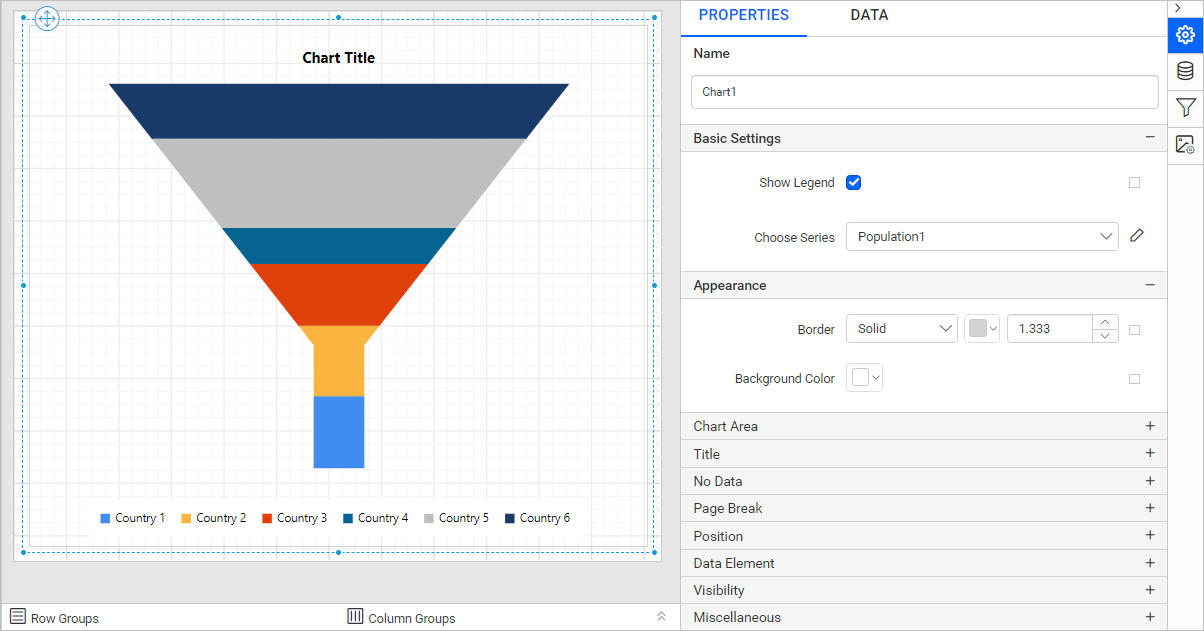 Chart Title
Country 1 Country 2 Country 3 Country 4 Country 5 Country 6
Row Groups Column Groups
PROPERTIES DATA
Name
Chart1
Basic Settings
Show Legend
Choose Series Population1
Appearance
Border Solid 1.333
Background Color
Chart Area
Title
No Data
Page Break
Position
Data Element
Visibility
Miscellaneous